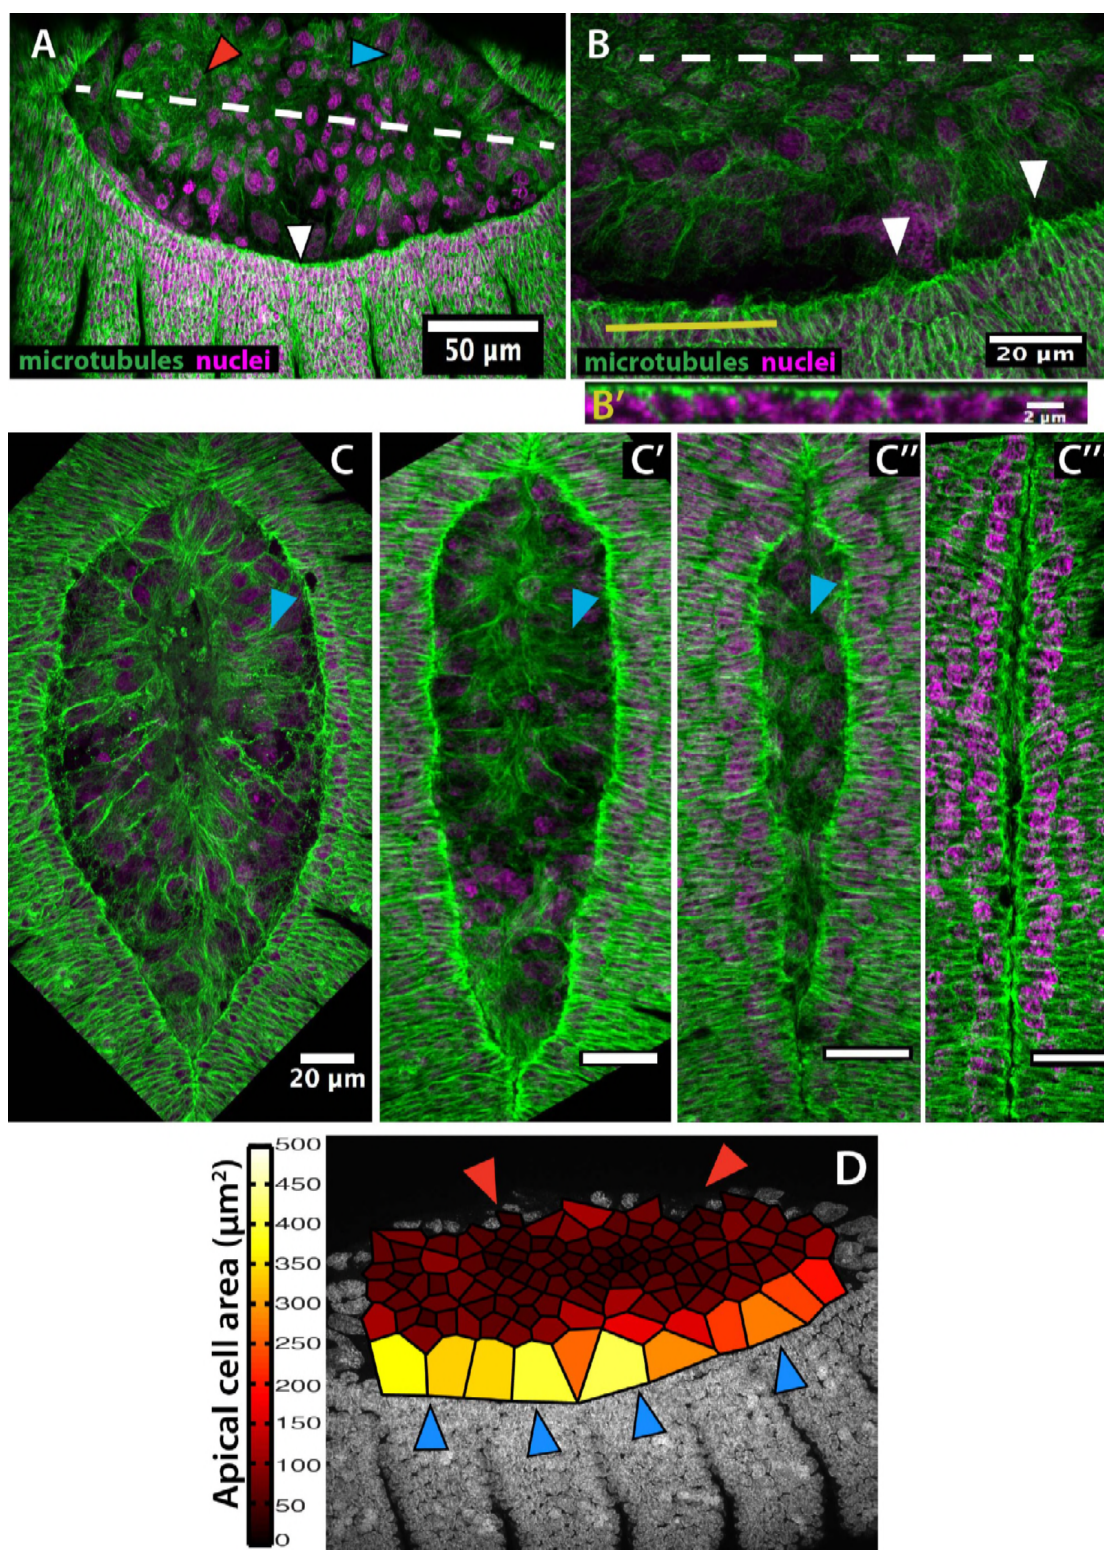 A
microtubules nuclei
50 µm
B
microtubules nuclei
20 µm
B'
2 µm
C
20 µm
C'
C''
C'''
D
Apical cell area (µm²)
500
450
400
350
300
250
200
150
100
50
0